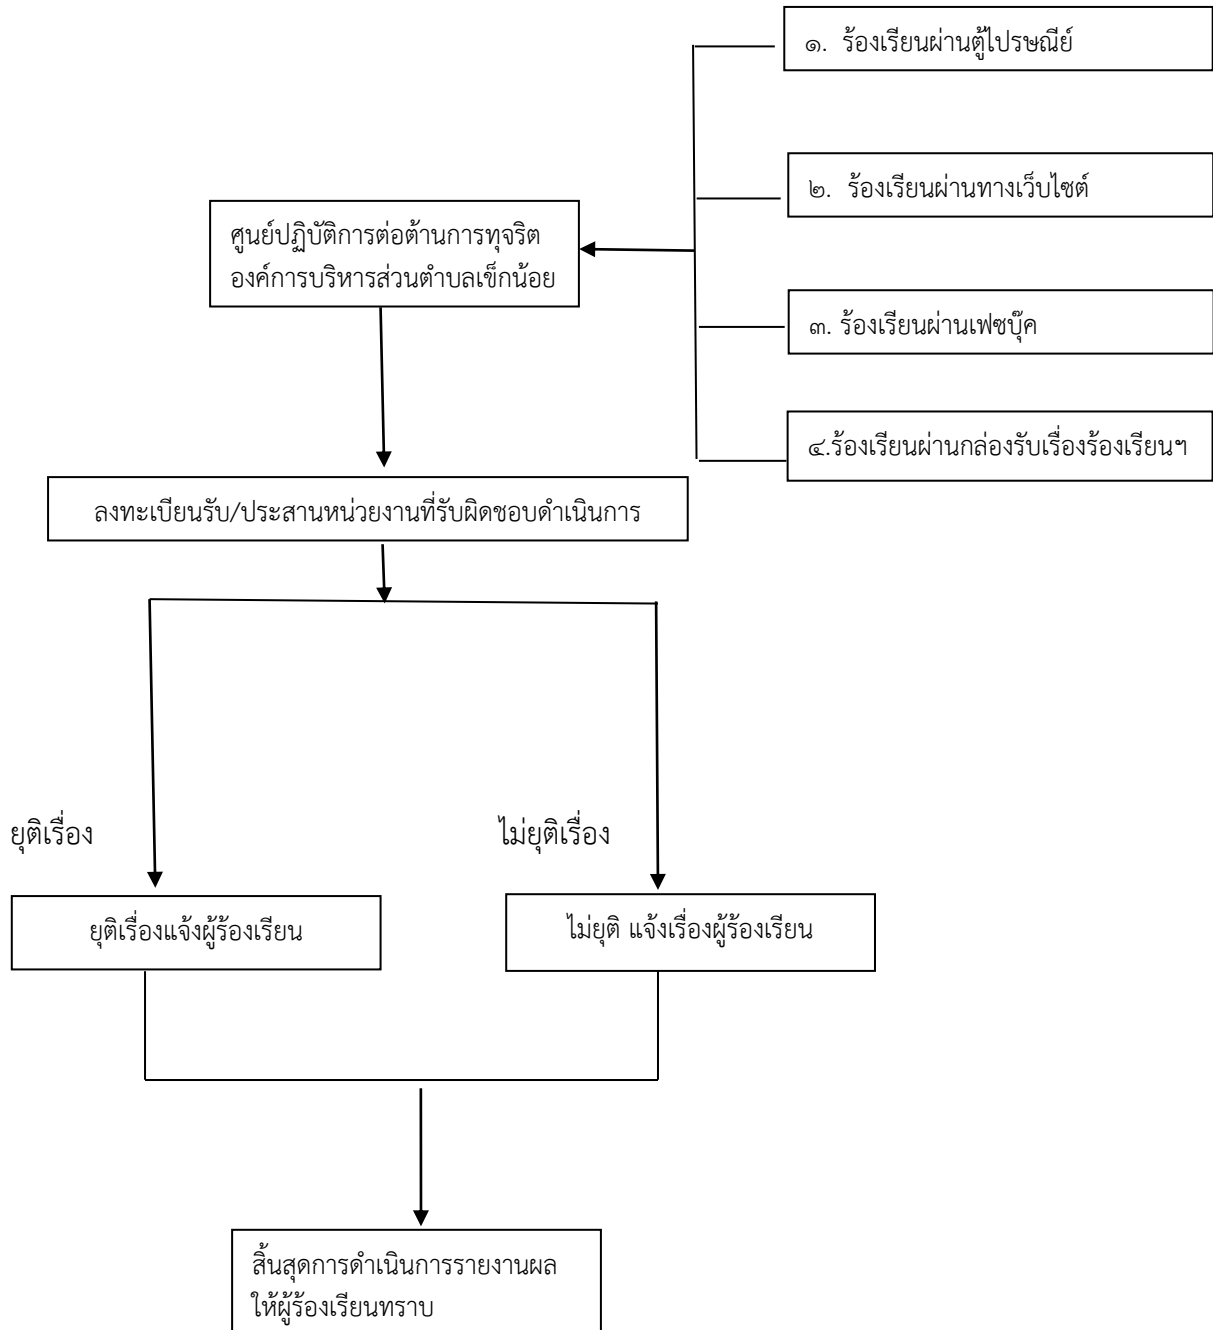 ๑. ร้องเรียนผ่านตู้ไปรษณีย์
๒. ร้องเรียนผ่านทางเว็บไซต์
ศูนย์ปฏิบัติการต่อต้านการทุจริต
องค์การบริหารส่วนตำบลเข็กน้อย
๓. ร้องเรียนผ่านเฟซบุ๊ค
๔.ร้องเรียนผ่านกล่องรับเรื่องร้องเรียนฯ
ลงทะเบียนรับ/ประสานหน่วยงานที่รับผิดชอบดำเนินการ
ยุติเรื่อง
ไม่ยุติเรื่อง
ยุติเรื่องแจ้งผู้ร้องเรียน
ไม่ยุติ แจ้งเรื่องผู้ร้องเรียน
สิ้นสุดการดำเนินการรายงานผล
ให้ผู้ร้องเรียนทราบ